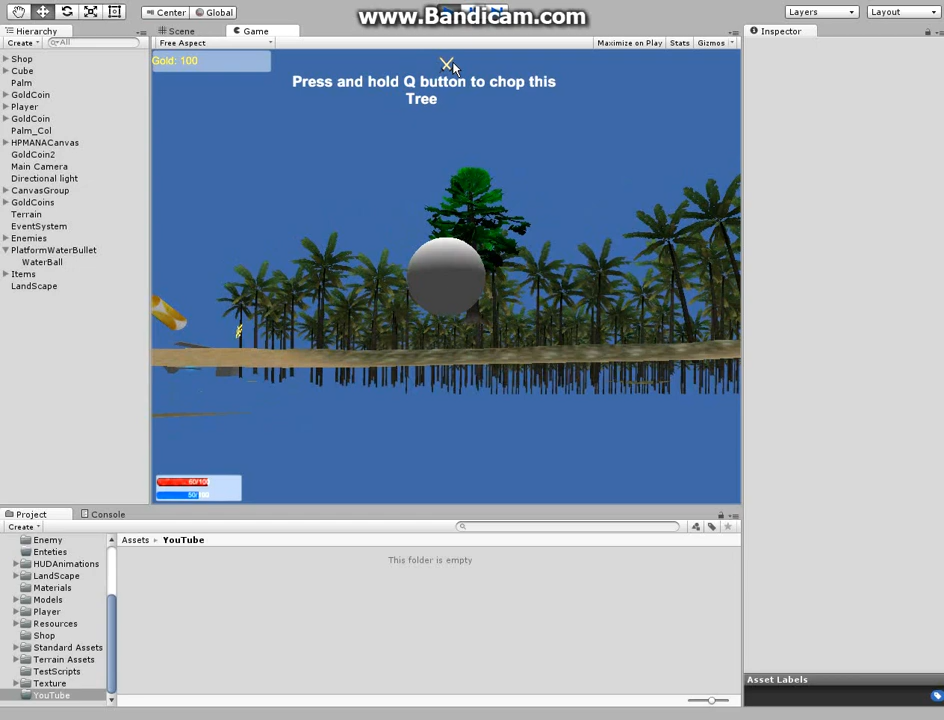 Center
Global
www.Bandicam.com
Layers
Layout
Hierarchy
Scene
Game
Inspector
Create
All
Free Aspect
Maximize on Play
Stats
Gizmos
Shop
Cube
Palm
GoldCoin
Player
GoldCoin
Palm_Col
HPMANACanvas
GoldCoin2
Main Camera
Directional light
CanvasGroup
GoldCoins
Terrain
EventSystem
Enemies
PlatformWaterBullet
WaterBall
Items
LandScape
Gold: 100
Press and hold Q button to chop this
Tree
Project
Console
Create
Enemy
Enteties
HUDAnimations
LandScape
Materials
Models
Player
Resources
Shop
Standard Assets
Terrain Assets
TestScripts
Texture
YouTube
Assets
YouTube
This folder is empty
Asset Labels